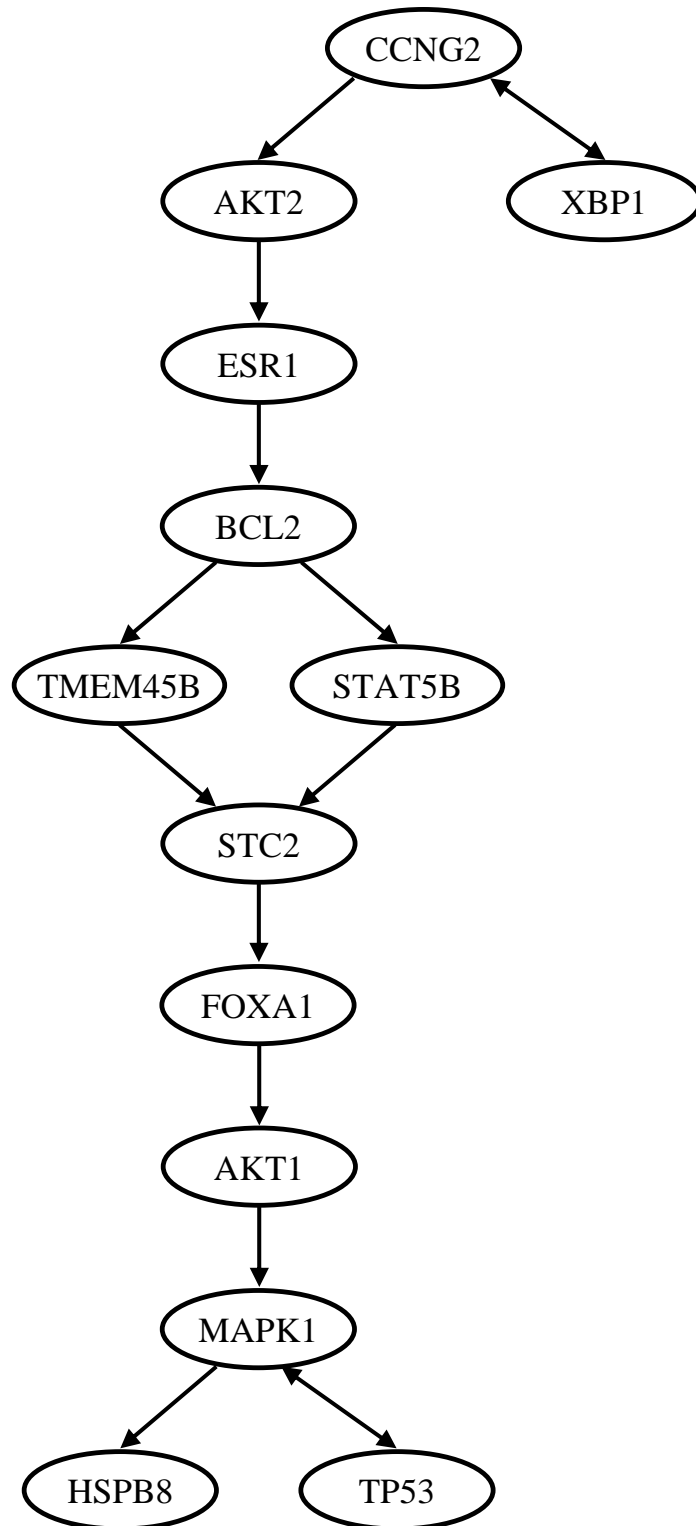 CCNG2
AKT2
XBP1
ESR1
BCL2
TMEM45B
STAT5B
STC2
FOXA1
AKT1
MAPK1
HSPB8
TP53